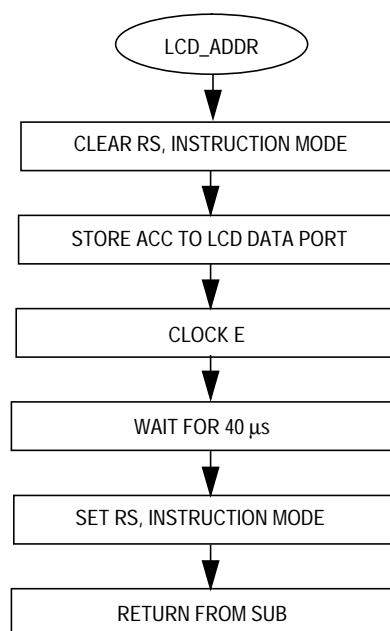 LCD_ADDR
CLEAR RS, INSTRUCTION MODE
STORE ACC TO LCD DATA PORT
CLOCK E
WAIT FOR 40 µs
SET RS, INSTRUCTION MODE
RETURN FROM SUB